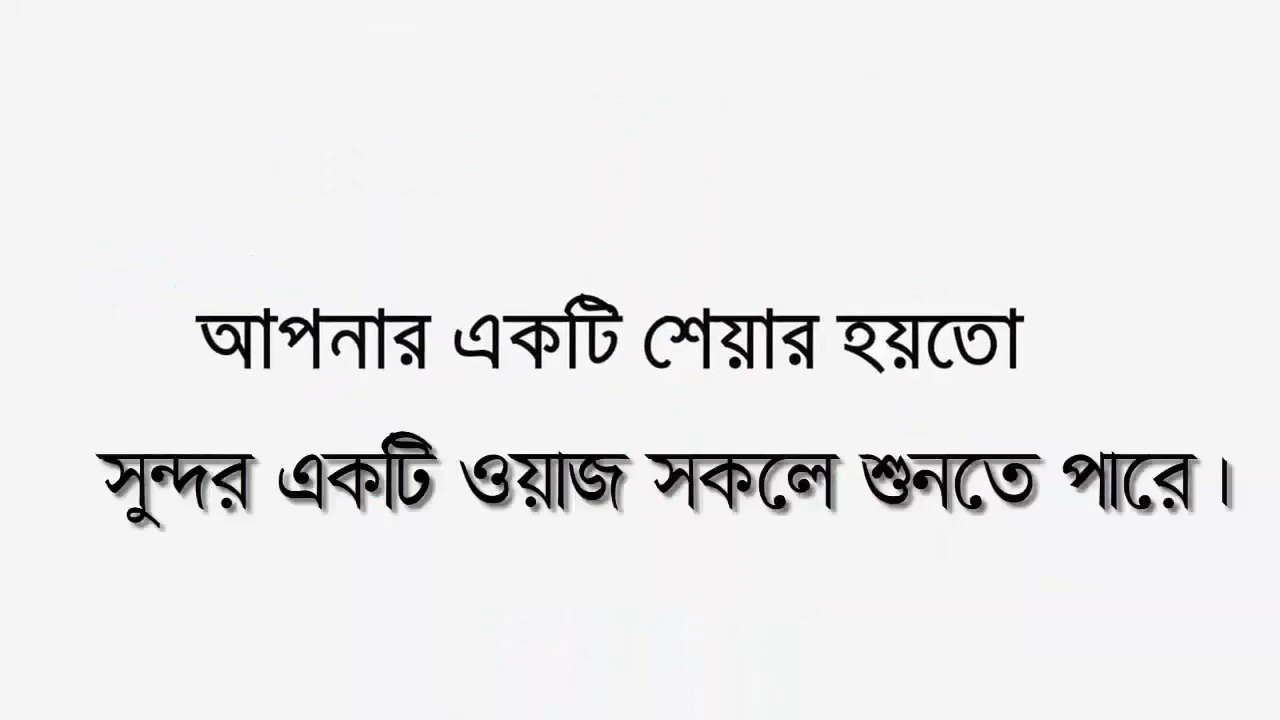 আপনার একটি শেয়ার হয়তো
সুন্দর একটি ওয়াজ সকলে শুনতে পারে।